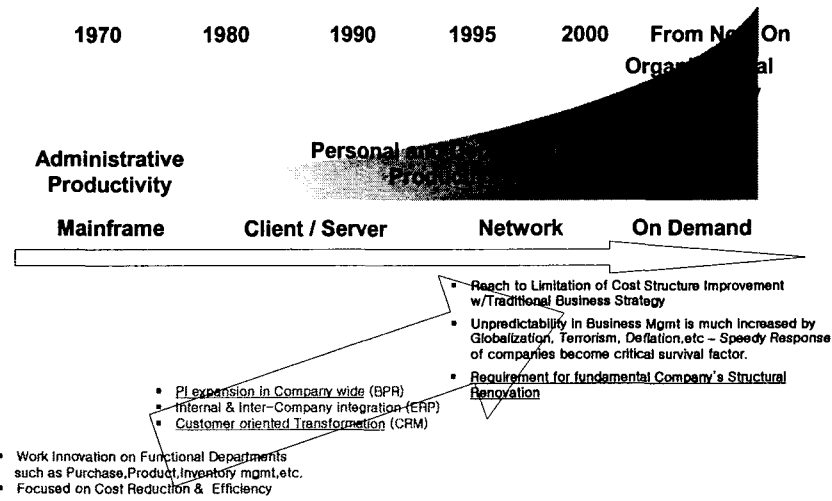 1970 1980 1990 1995 2000 From Now On
Administrative
Productivity
Personal and
Mainframe Client / Server Network On Demand
▪ Reach to Limitation of Cost Structure Improvement
w/Traditional Business Strategy
▪ Unpredictability in Business Mgmt is much increased by
Globalization, Terrorism, Deflation,etc – Speedy Response
of companies become critical survival factor.
▪ Requirement for fundamental Company's Structural
Renovation
▪ PI expansion in Company wide (BPR)
▪ Internal & Inter-Company integration (ERP)
▪ Customer oriented Transformation (CRM)
▪ Work Innovation on Functional Departments
such as Purchase,Product,Inventory mgmt,etc.
▪ Focused on Cost Reduction & Efficiency